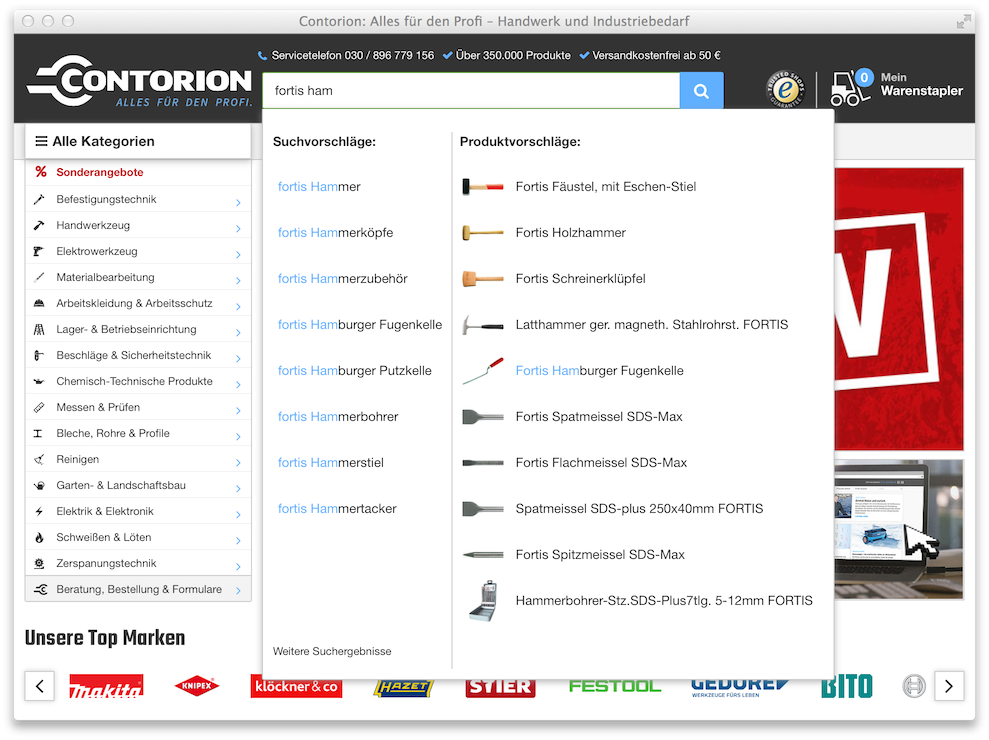 Contorion: Alles für den Profi – Handwerk und Industriebedarf
Servicetelefon 030 / 896 779 156
Über 350.000 Produkte
Versandkostenfrei ab 50 €
CONTORION
ALLES FÜR DEN PROFI.
fortis ham
TRUSTED SHOPS
GUARANTEE
0
Mein
Warenstapler
Alle Kategorien
Sonderangebote
Befestigungstechnik
Handwerkzeug
Elektrowerkzeug
Materialbearbeitung
Arbeitskleidung & Arbeitsschutz
Lager- & Betriebseinrichtung
Beschläge & Sicherheitstechnik
Chemisch-Technische Produkte
Messen & Prüfen
Bleche, Rohre & Profile
Reinigen
Garten- & Landschaftsbau
Elektrik & Elektronik
Schweißen & Löten
Zerspanungstechnik
Beratung, Bestellung & Formulare
Suchvorschläge:
fortis Hammer
fortis Hammerköpfe
fortis Hammerzubehör
fortis Hamburger Fugenkelle
fortis Hamburger Putzkelle
fortis Hammerbohrer
fortis Hammerstiel
fortis Hammertacker
Weitere Suchergebnisse
Produktvorschläge:
Fortis Fäustel, mit Eschen-Stiel
Fortis Holzhammer
Fortis Schreinerklüpfel
Latthammer ger. magneth. Stahlrohrst. FORTIS
Fortis Hamburger Fugenkelle
Fortis Spatmeissel SDS-Max
Fortis Flachmeissel SDS-Max
Spatmeissel SDS-plus 250x40mm FORTIS
Fortis Spitzmeissel SDS-Max
Hammerbohrer-Stz.SDS-Plus7tlg. 5-12mm FORTIS
Unsere Top Marken
makita
KNIPEX
klöckner & co
HAZET
STIER
FESTOOL
GEDORE
WERKZEUGE FÜRS LEBEN
BITO